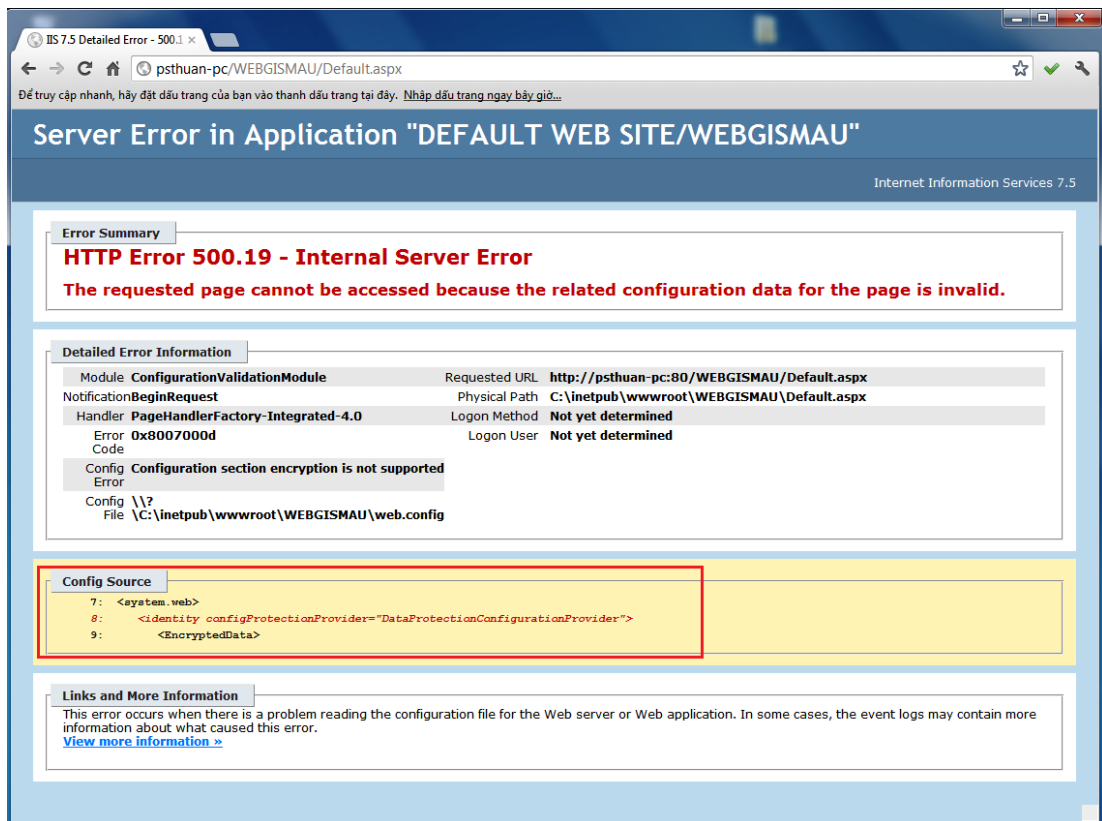 IIS 7.5 Detailed Error - 500.1
psthuan-pc/WEBGISMAU/Default.aspx
Để truy cập nhanh, hãy đặt dấu trang của bạn vào thanh dấu trang tại đây. Nhập dấu trang ngay bây giờ...
Server Error in Application "DEFAULT WEB SITE/WEBGISMAU"
Internet Information Services 7.5
Error Summary
HTTP Error 500.19 - Internal Server Error
The requested page cannot be accessed because the related configuration data for the page is invalid.
Detailed Error Information
Module ConfigurationValidationModule
Notification BeginRequest
Handler PageHandlerFactory-Integrated-4.0
Error Code 0x8007000d
Config Error Configuration section encryption is not supported
Config File \\?\C:\inetpub\wwwroot\WEBGISMAU\web.config
Requested URL http://psthuan-pc:80/WEBGISMAU/Default.aspx
Physical Path C:\inetpub\wwwroot\WEBGISMAU\Default.aspx
Logon Method Not yet determined
Logon User Not yet determined
Config Source
7: <system.web>
8: <identity configProtectionProvider="DataProtectionConfigurationProvider">
9: <EncryptedData>
Links and More Information
This error occurs when there is a problem reading the configuration file for the Web server or Web application. In some cases, the event logs may contain more
information about what caused this error.
View more information »